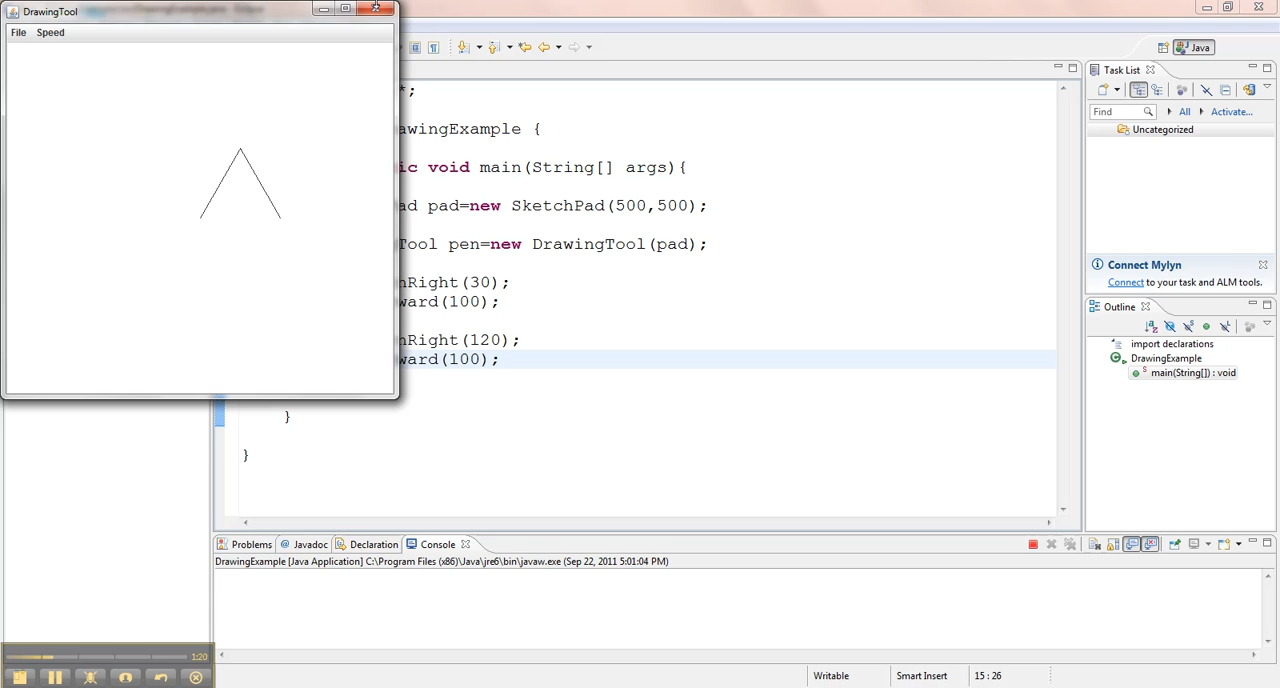 DrawingTool
File Speed
Java
*;
awingExample {
ic void main(String[] args){
ad pad=new SketchPad(500,500);
Tool pen=new DrawingTool(pad);
nRight(30);
ward(100);
nRight(120);
ward(100);
}
}
Task List
Find All Activate...
Uncategorized
Connect Mylyn
Connect to your task and ALM tools.
Outline
import declarations
DrawingExample
main(String[]) : void
Problems Javadoc Declaration Console
DrawingExample [Java Application] C:\Program Files (x86)\Java\jre6\bin\javaw.exe (Sep 22, 2011 5:01:04 PM)
1:20
Writable Smart Insert 15 : 26